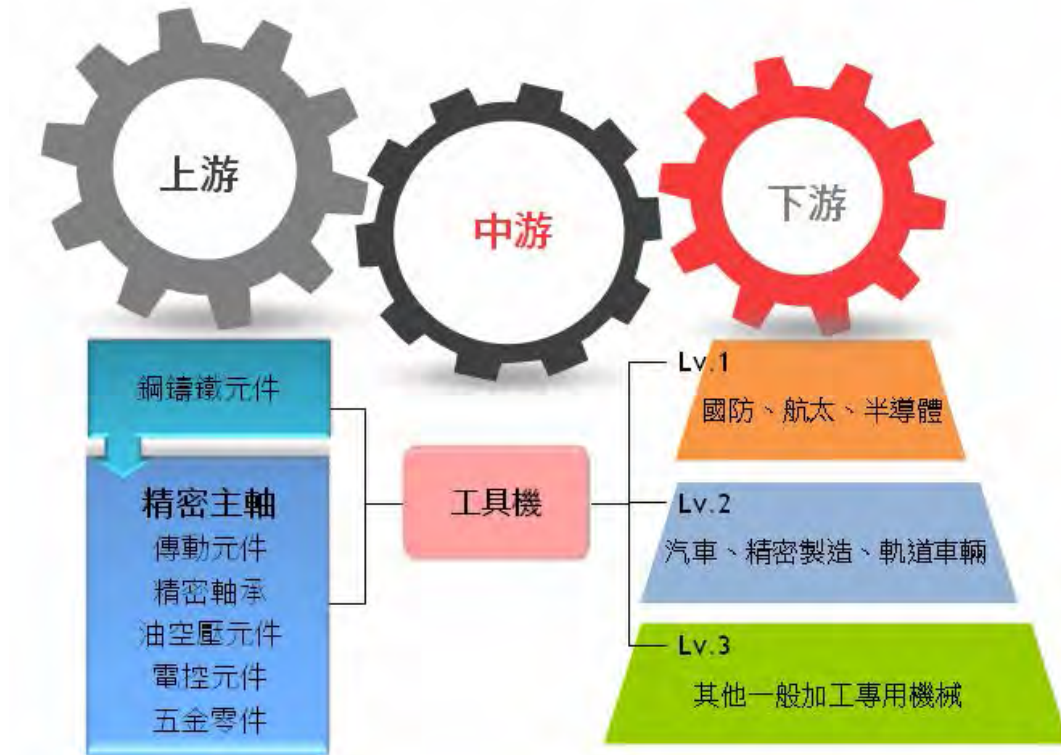 上游
中游
下游
鋼鑄鐵元件
精密主軸
傳動元件
精密軸承
油空壓元件
電控元件
五金零件
工具機
Lv.1
國防、航太、半導體
Lv.2
汽車、精密製造、軌道車輛
Lv.3
其他一般加工專用機械